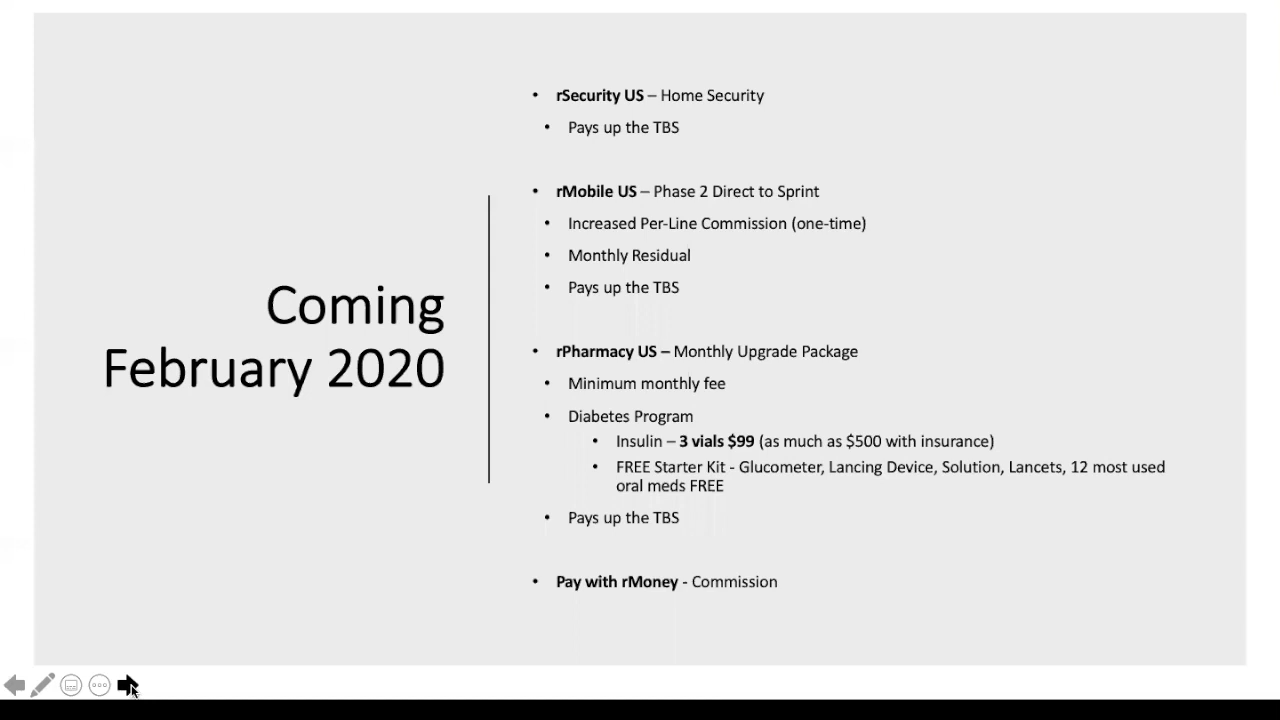 Coming
February 2020
• rSecurity US – Home Security
• Pays up the TBS
• rMobile US – Phase 2 Direct to Sprint
• Increased Per-Line Commission (one-time)
• Monthly Residual
• Pays up the TBS
• rPharmacy US – Monthly Upgrade Package
• Minimum monthly fee
• Diabetes Program
• Insulin – 3 vials $99 (as much as $500 with insurance)
• FREE Starter Kit - Glucometer, Lancing Device, Solution, Lancets, 12 most used
oral meds FREE
• Pays up the TBS
• Pay with rMoney - Commission